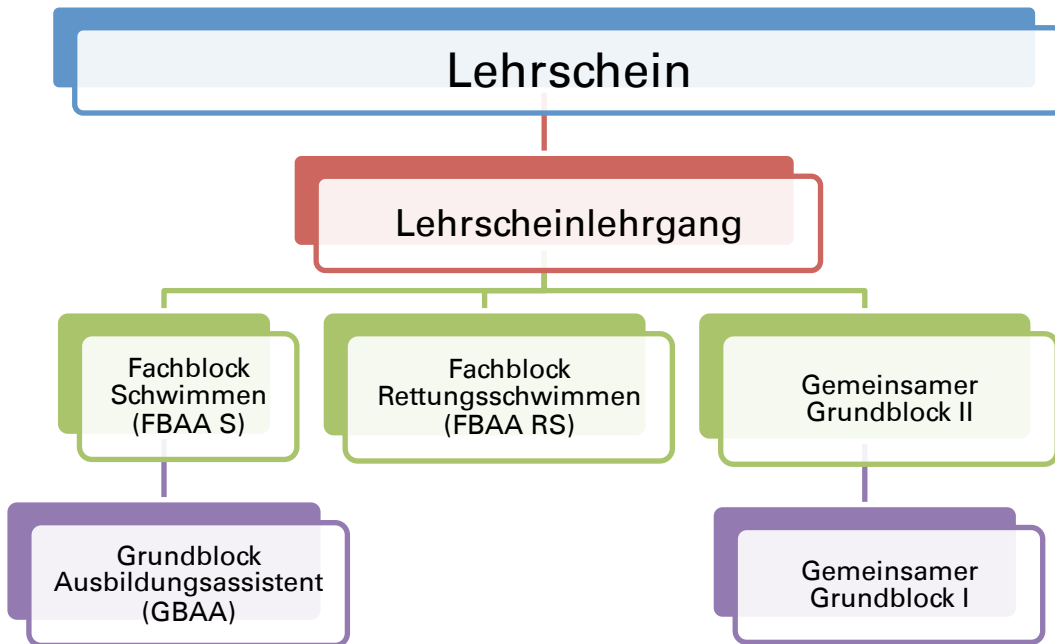 Lehrschein
Lehrscheinlehrgang
Fachblock
Schwimmen
(FBAA S)
Fachblock
Rettungsschwimmen
(FBAA RS)
Gemeinsamer
Grundblock II
Grundblock
Ausbildungsassistent
(GBAA)
Gemeinsamer
Grundblock I